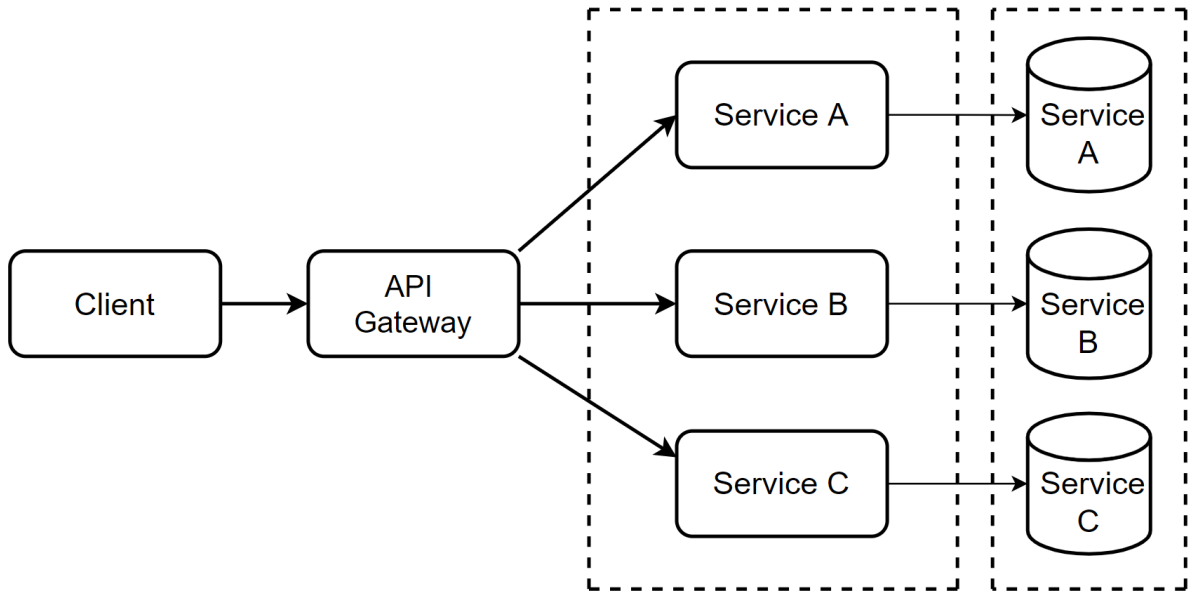 Client
API
Gateway
Service A
Service B
Service C
Service
A
Service
B
Service
C